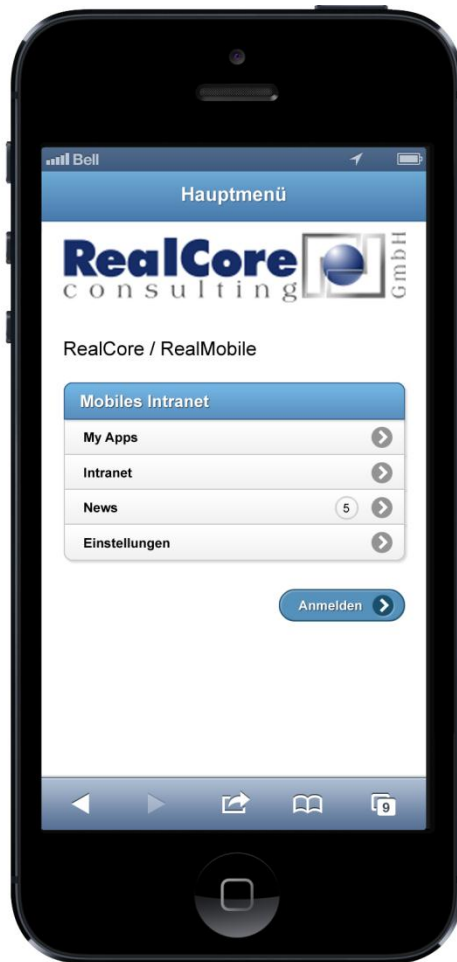 Bell
Hauptmenü
RealCore
consulting
GmbH
RealCore / RealMobile
Mobiles Intranet
My Apps
Intranet
News 5
Einstellungen
Anmelden
9